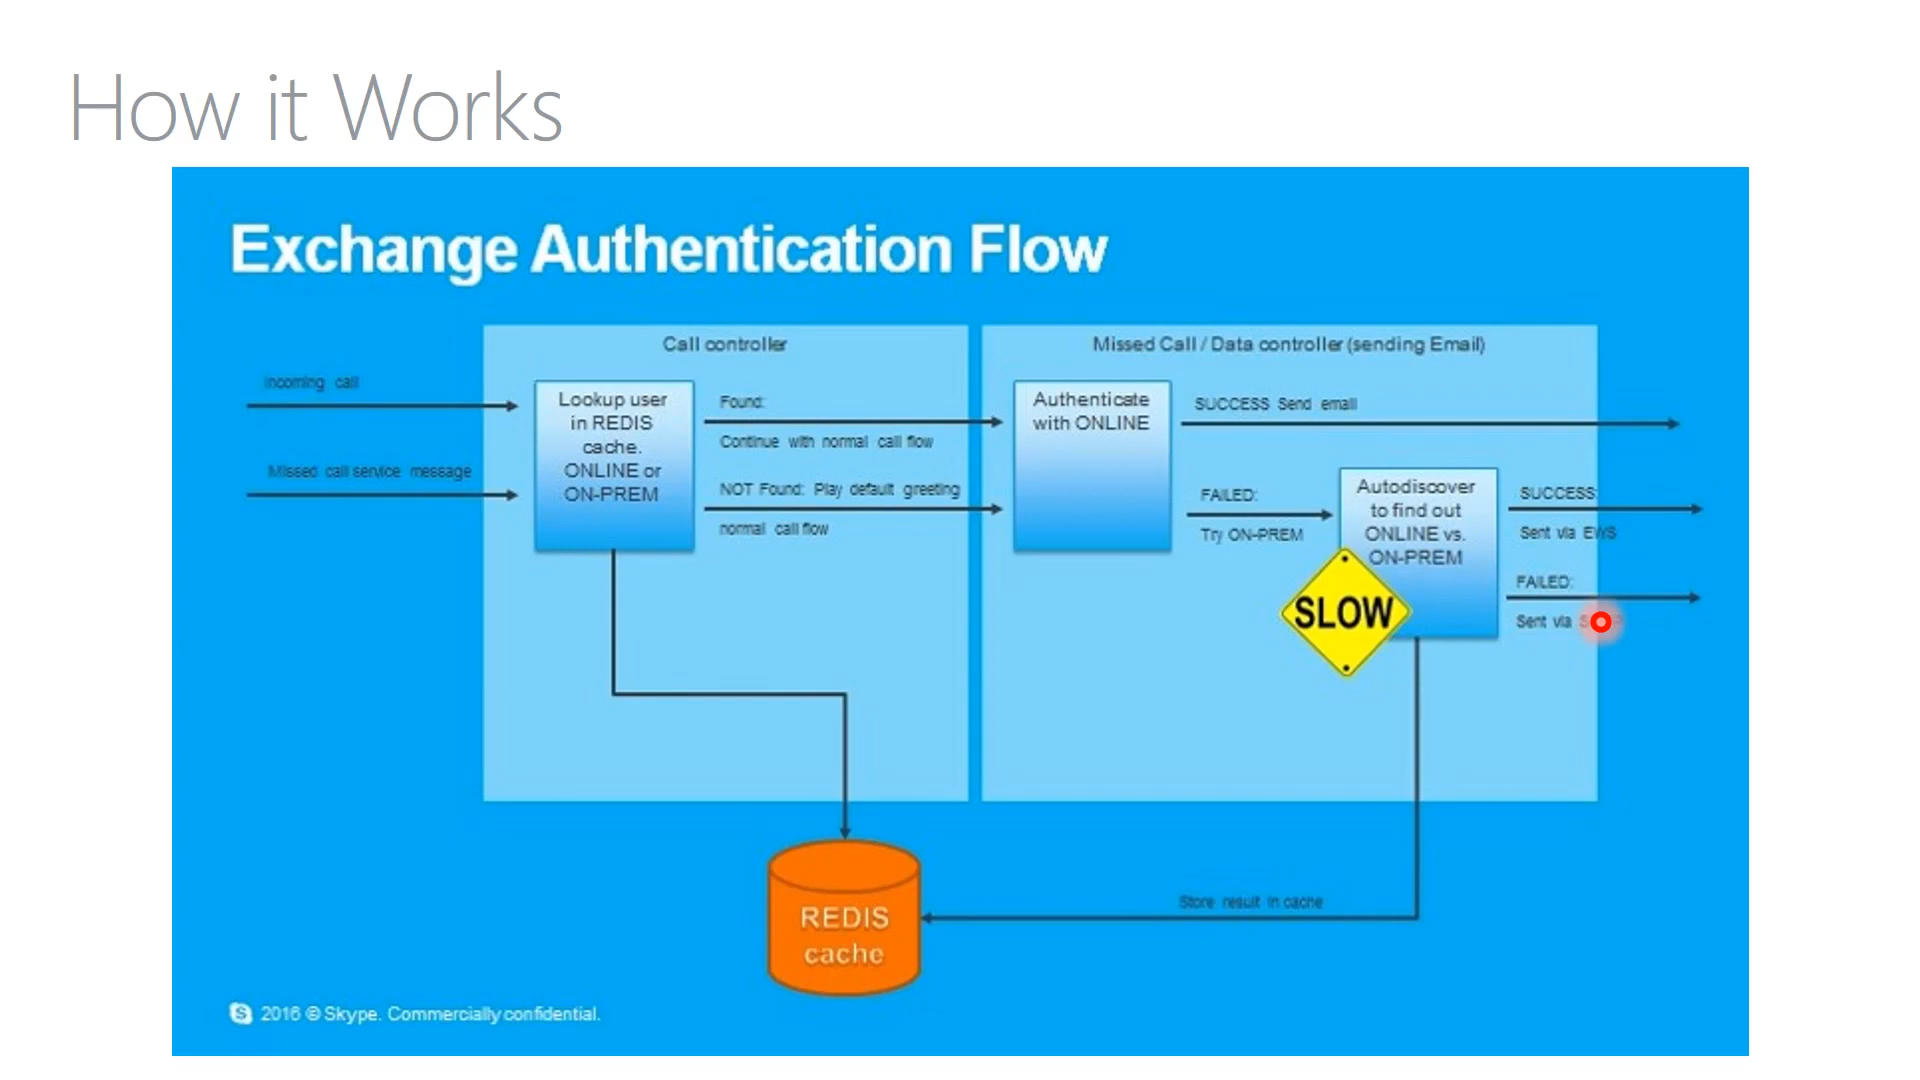 How it Works
Exchange Authentication Flow
Call controller
Missed Call / Data controller (sending Email)
Incoming call
Missed call service message
Lookup user
in REDIS
cache.
ONLINE or
ON-PREM
Found:
Continue with normal call flow
NOT Found: Play default greeting
normal call flow
Authenticate
with ONLINE
SUCCESS Send email
FAILED:
Try ON-PREM
Autodiscover
to find out
ONLINE vs.
ON-PREM
SLOW
SUCCESS:
Sent via EWS
FAILED:
Sent via
Store result in cache
REDIS
cache
2016 © Skype. Commercially confidential.